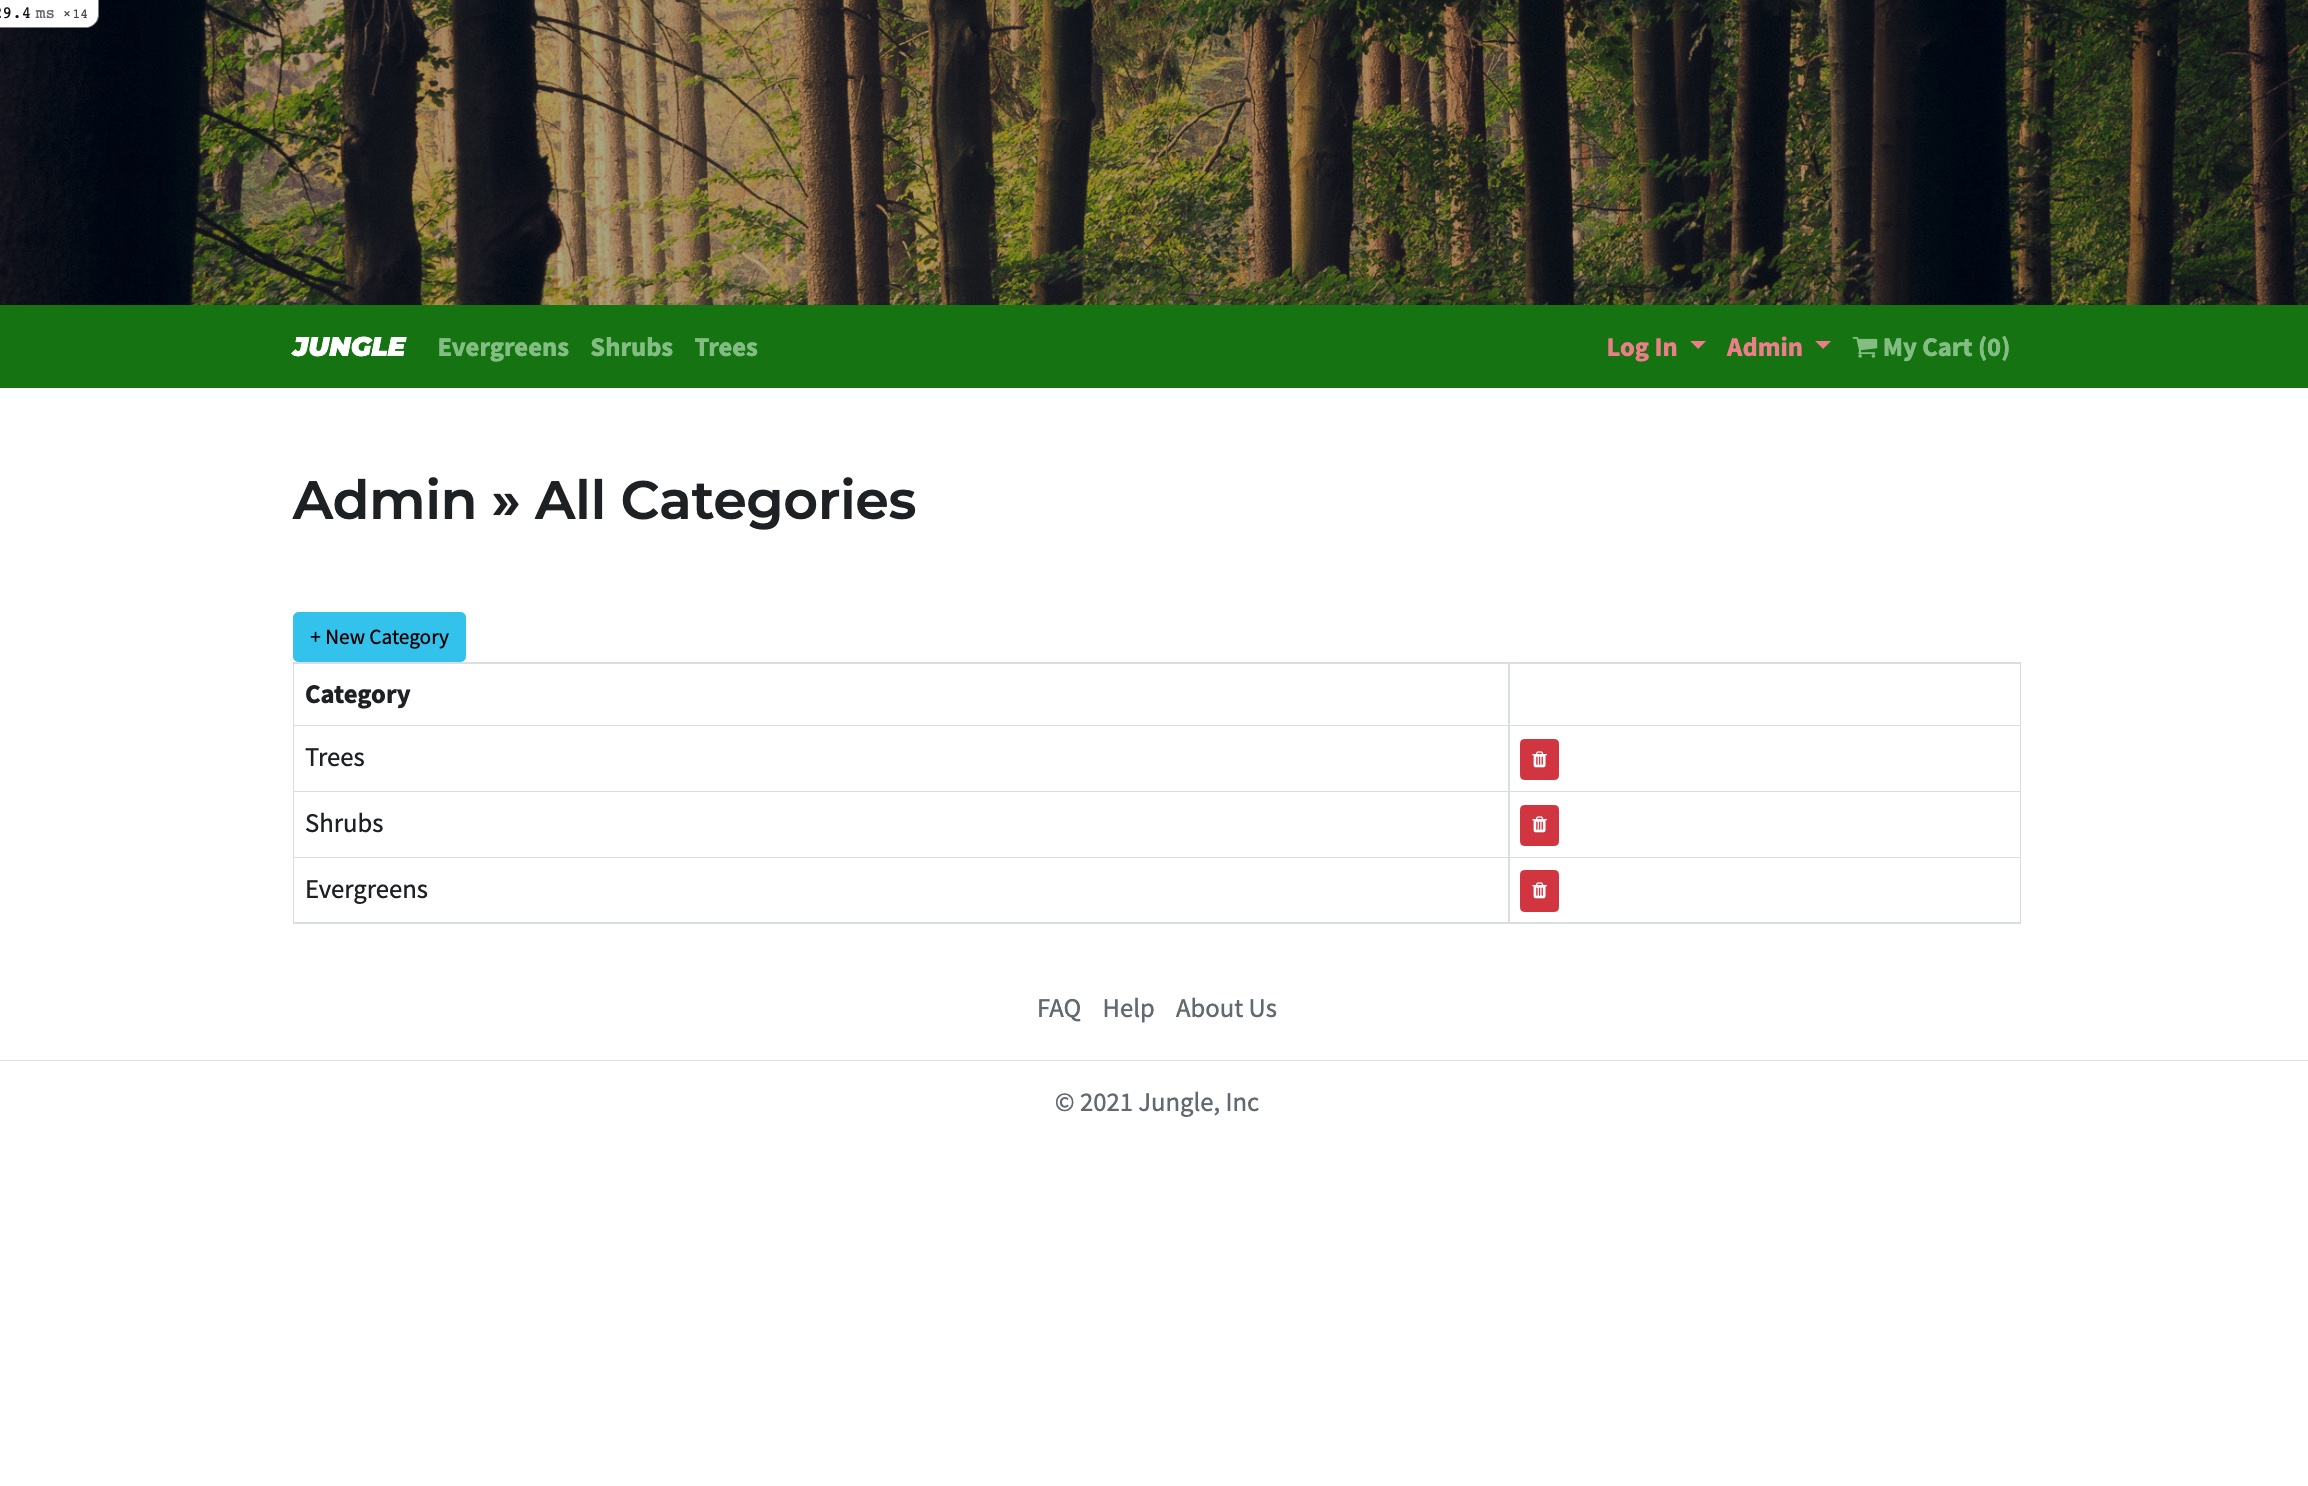 9.4 ms ×14
JUNGLE Evergreens Shrubs Trees Log In Admin My Cart (0)
Admin » All Categories
+ New Category
Category
Trees
Shrubs
Evergreens
FAQ Help About Us
© 2021 Jungle, Inc